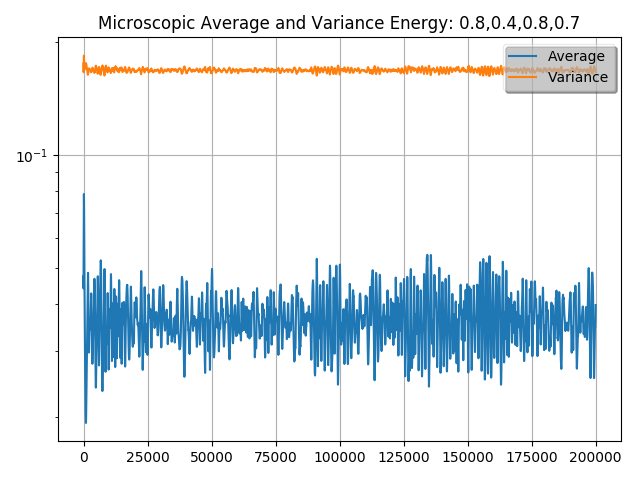 Microscopic Average and Variance Energy: 0.8,0.4,0.8,0.7
Average
Variance
10⁻¹
0 25000 50000 75000 100000 125000 150000 175000 200000